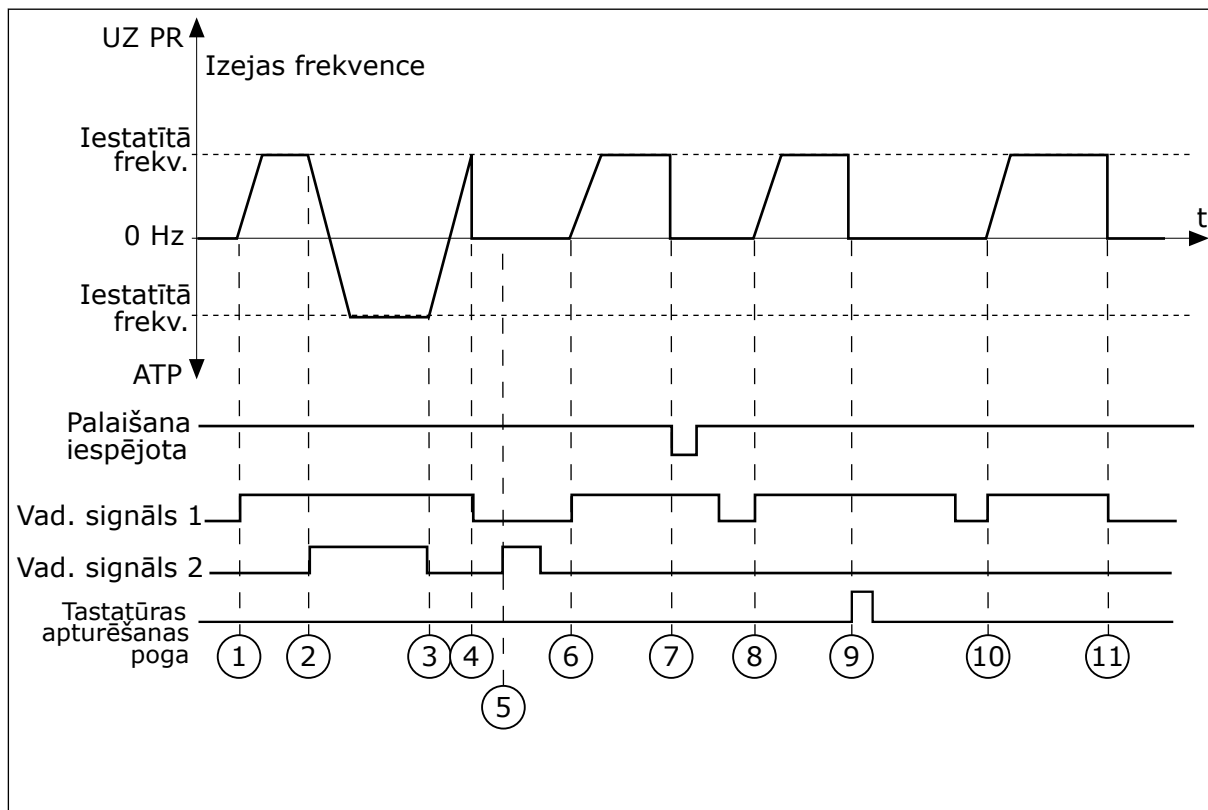 UZ PR
Izejas frekvence
Iestatītā
frekv.
0 Hz
t
Iestatītā
frekv.
ATP
Palaišana
iespējota
Vad. signāls 1
Vad. signāls 2
Tastatūras
apturēšanas
poga
1 2 3 4 6 7 8 9 10 11
5